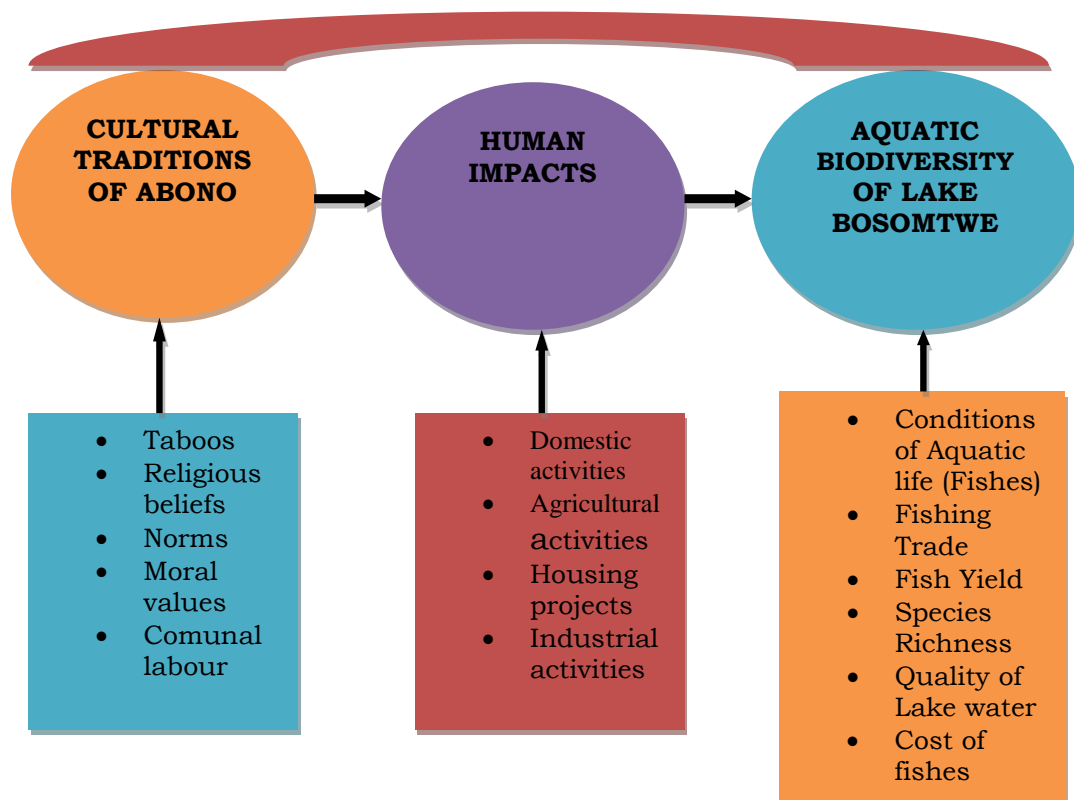 CULTURAL
TRADITIONS
OF ABONO
HUMAN
IMPACTS
AQUATIC
BIODIVERSITY
OF LAKE
BOSOMTWE
• Taboos
• Religious
beliefs
• Norms
• Moral
values
• Comunal
labour
• Domestic
activities
• Agricultural
activities
• Housing
projects
• Industrial
activities
• Conditions
of Aquatic
life (Fishes)
• Fishing
Trade
• Fish Yield
• Species
Richness
• Quality of
Lake water
• Cost of
fishes